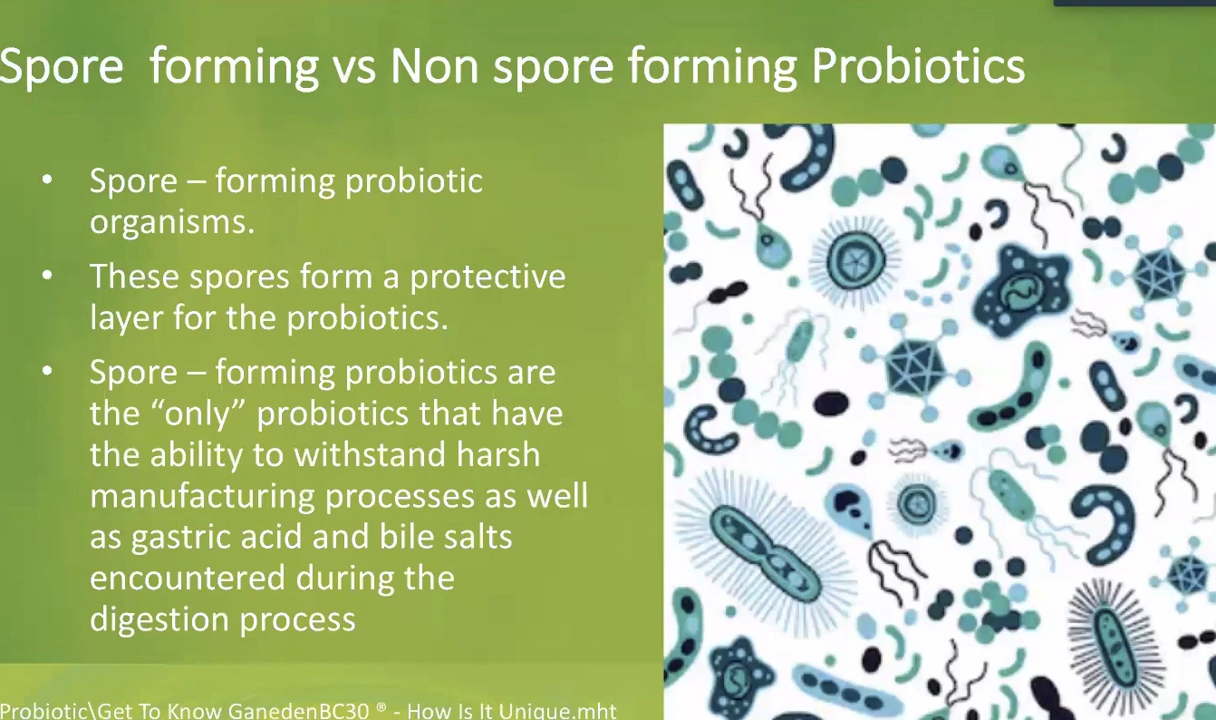 Spore  forming vs Non spore forming Probiotics
• Spore – forming probiotic
organisms.
• These spores form a protective
layer for the probiotics.
• Spore – forming probiotics are
the “only” probiotics that have
the ability to withstand harsh
manufacturing processes as well
as gastric acid and bile salts
encountered during the
digestion process
Probiotic\Get To Know GanedenBC30 ® - How Is It Unique.mht